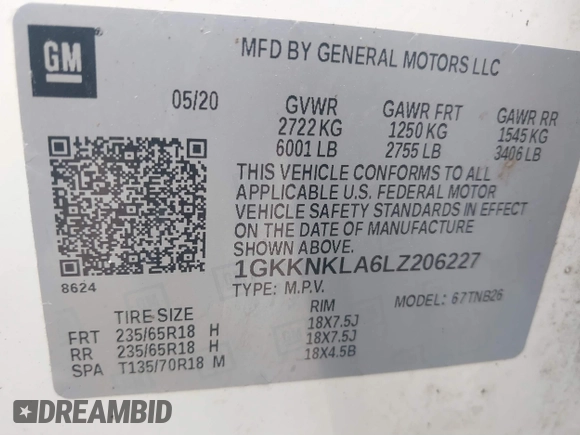 GM
MFD BY GENERAL MOTORS LLC
05/20 GVWR GAWR FRT GAWR RR
2722 KG 1250 KG 1545 KG
6001 LB 2755 LB 3406 LB
THIS VEHICLE CONFORMS TO ALL
APPLICABLE U.S. FEDERAL MOTOR
VEHICLE SAFETY STANDARDS IN EFFECT
ON THE DATE OF MANUFACTURE
SHOWN ABOVE.
8624
1GKKNKLA6LZ206227
TYPE: M.P.V. MODEL: 67TNB26
TIRE SIZE RIM
FRT 235/65R18 H 18X7.5J
RR 235/65R18 H 18X7.5J
SPA T135/70R18 M 18X4.5B
DREAMBID